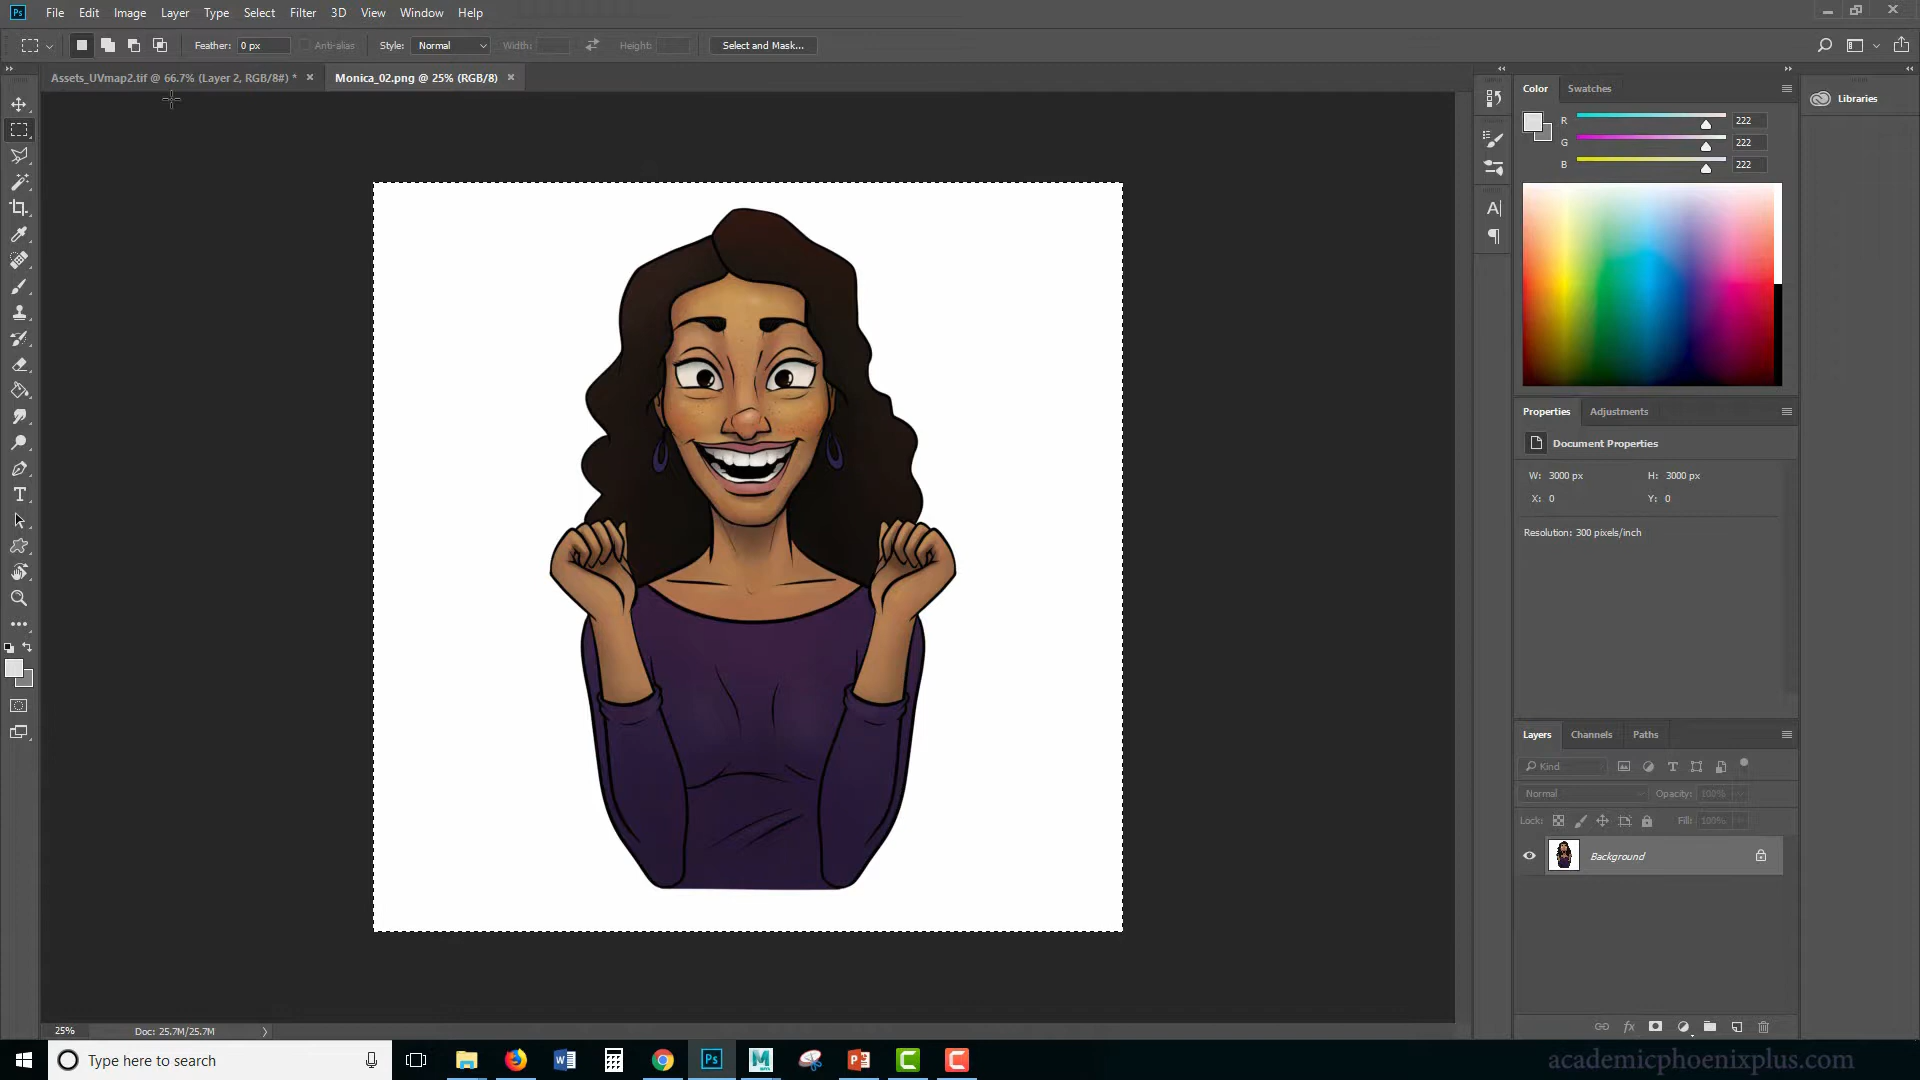 Ps File Edit Image Layer Type Select Filter 3D View Window Help
Feather: 0 px Anti-alias Style: Normal Width: Height: Select and Mask...
Assets_UVmap2.tif @ 66.7% (Layer 2, RGB/8#) * Monica_02.png @ 25% (RGB/8)
Color Swatches
Libraries
R 222
G 222
B 222
Properties Adjustments
Document Properties
W: 3000 px H: 3000 px
X: 0 Y: 0
Resolution: 300 pixels/inch
Layers Channels Paths
Kind
Normal Opacity: 100%
Lock: Fill: 100%
Background
fx
25% Doc: 25.7M/25.7M
Type here to search
academicphoenixplus.com